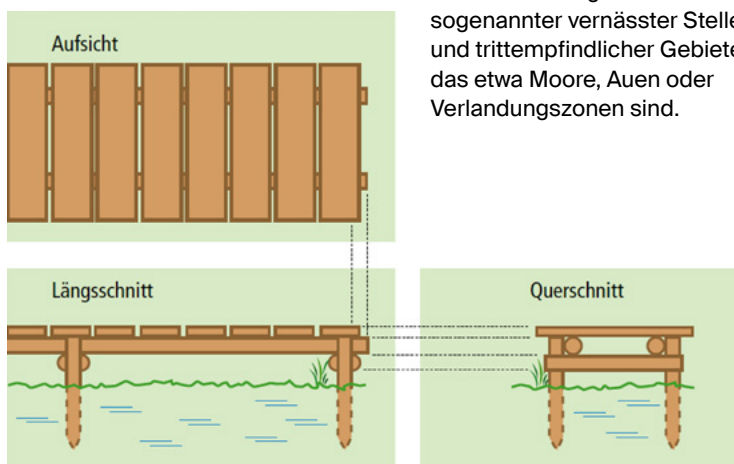 sogenannter vernässter Stelle
und trittempfindlicher Gebiete
das etwa Moore, Auen oder
Verlandungszonen sind.
Aufsicht
Längsschnitt
Querschnitt